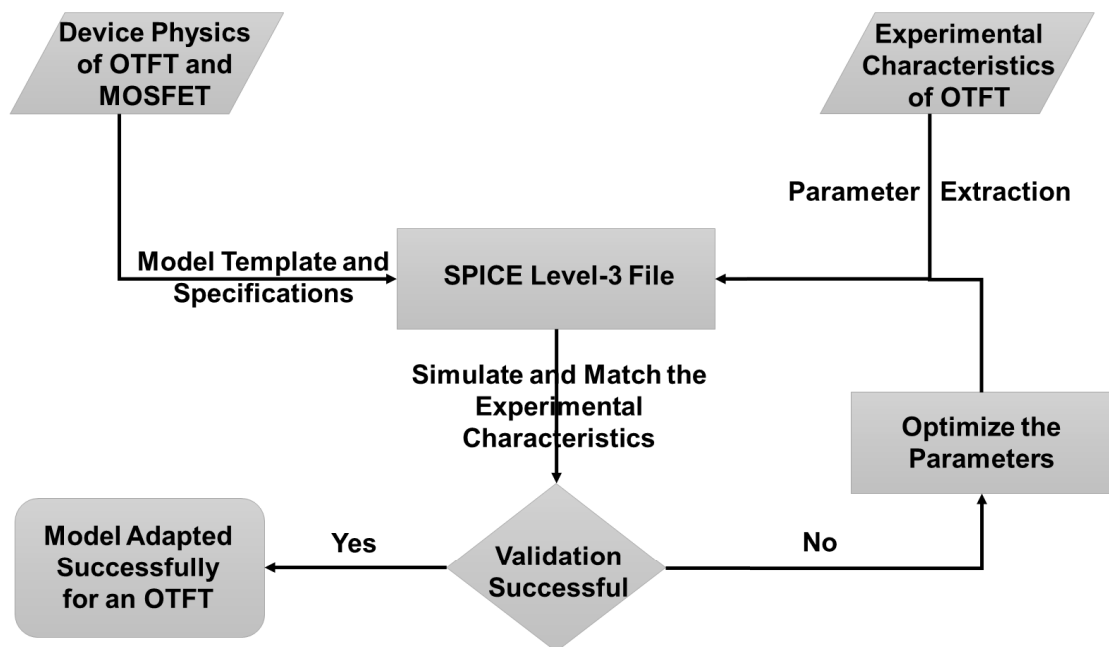 Device Physics
of OTFT and
MOSFET
Experimental
Characteristics
of OTFT
Parameter Extraction
Model Template and
Specifications
SPICE Level-3 File
Simulate and Match the
Experimental
Characteristics
Optimize the
Parameters
Model Adapted
Successfully
for an OTFT
Yes
Validation
Successful
No